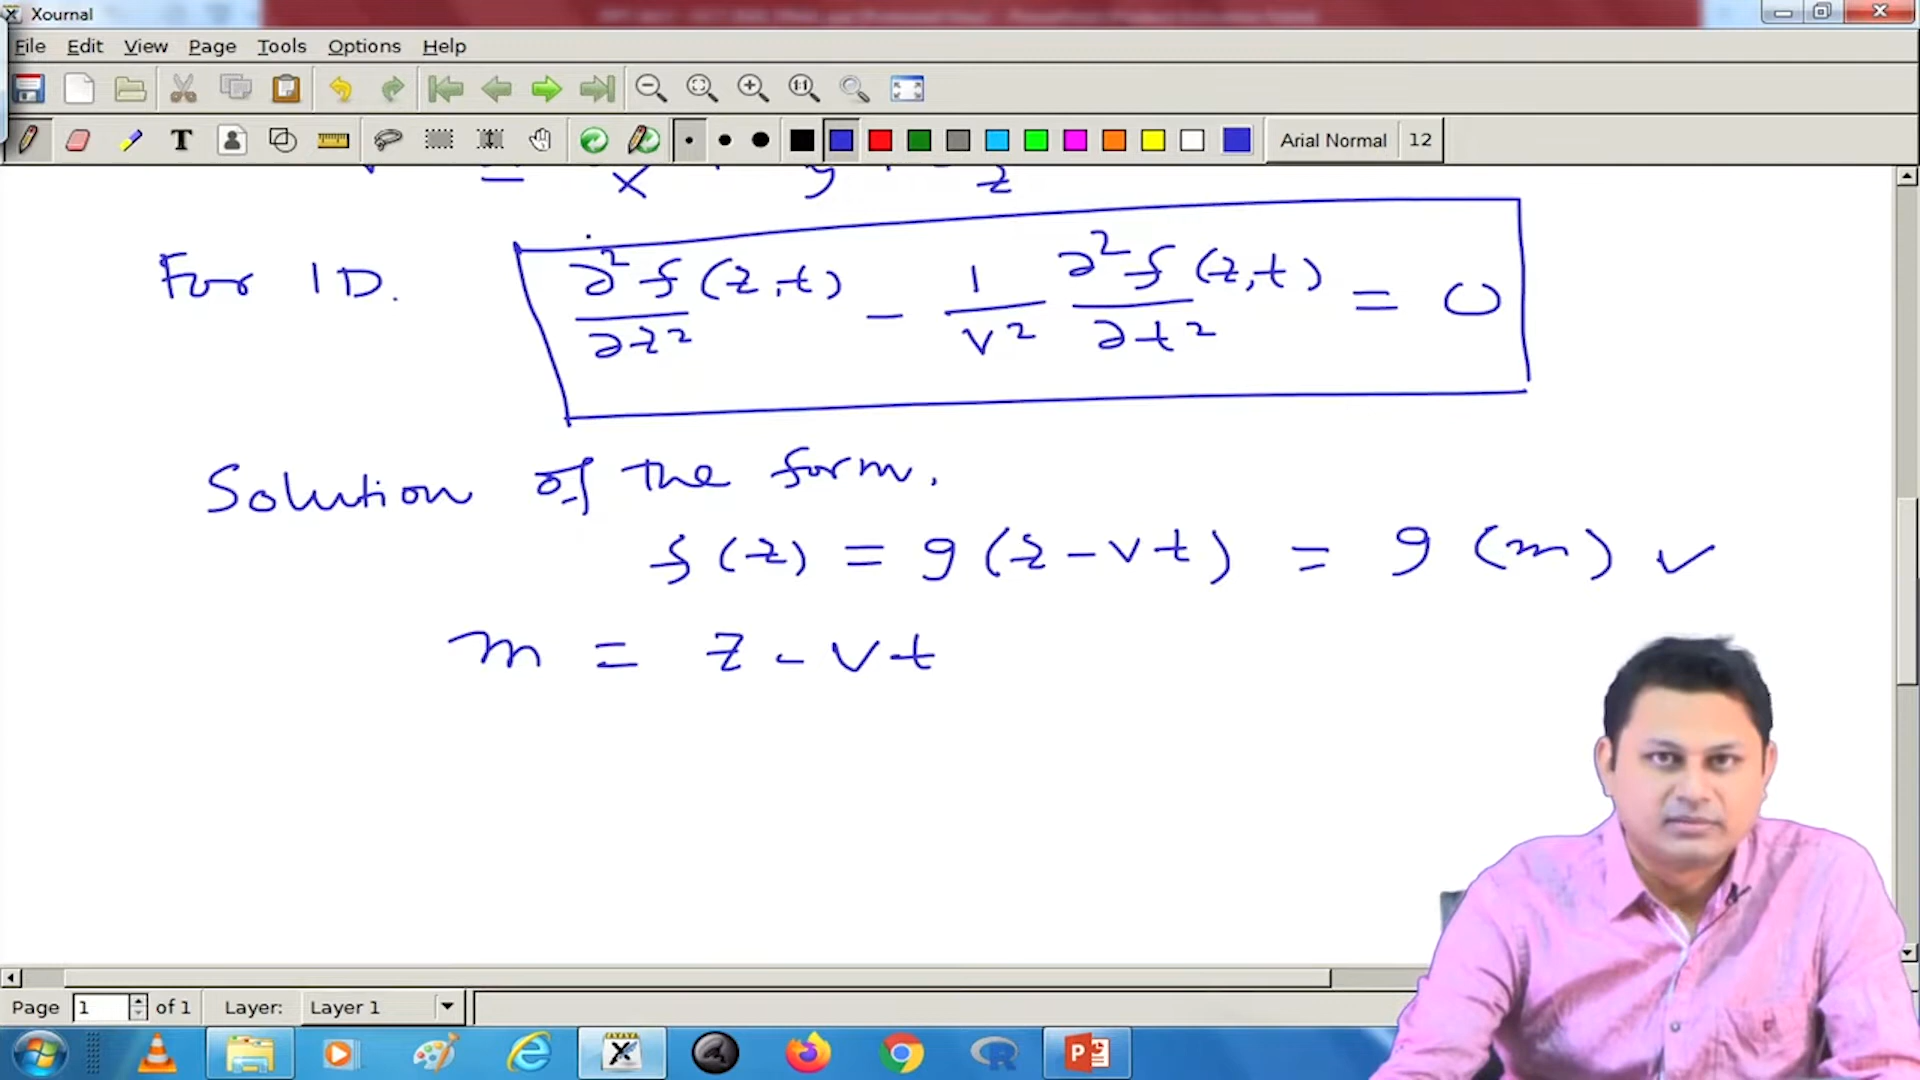 Xournal
File Edit View Page Tools Options Help
T Arial Normal 12
x y z
For 1D. ∂²f/∂z² (z,t) - 1/v² ∂²f/∂t² (z,t) = 0
Solution of the form,
f(z) = g(z-vt) = g(m) ✓
m = z - vt
Page 1 of 1 Layer: Layer 1